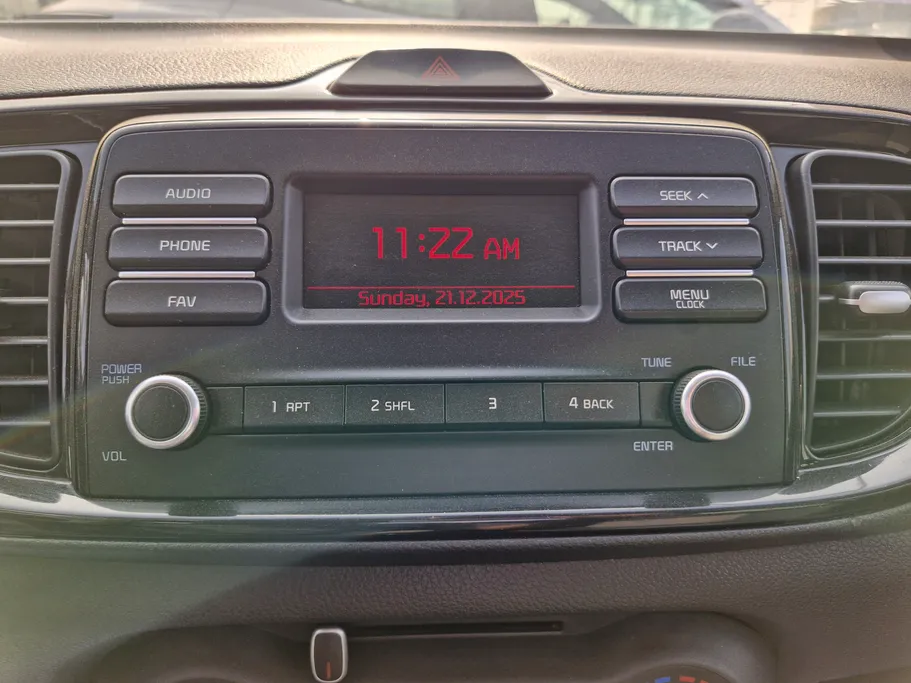 AUDIO
PHONE
FAV
11:22 AM
Sunday, 21.12.2025
SEEK
TRACK
MENU
CLOCK
POWER
PUSH
VOL
1 RPT
2 SHFL
3
4 BACK
TUNE
FILE
ENTER